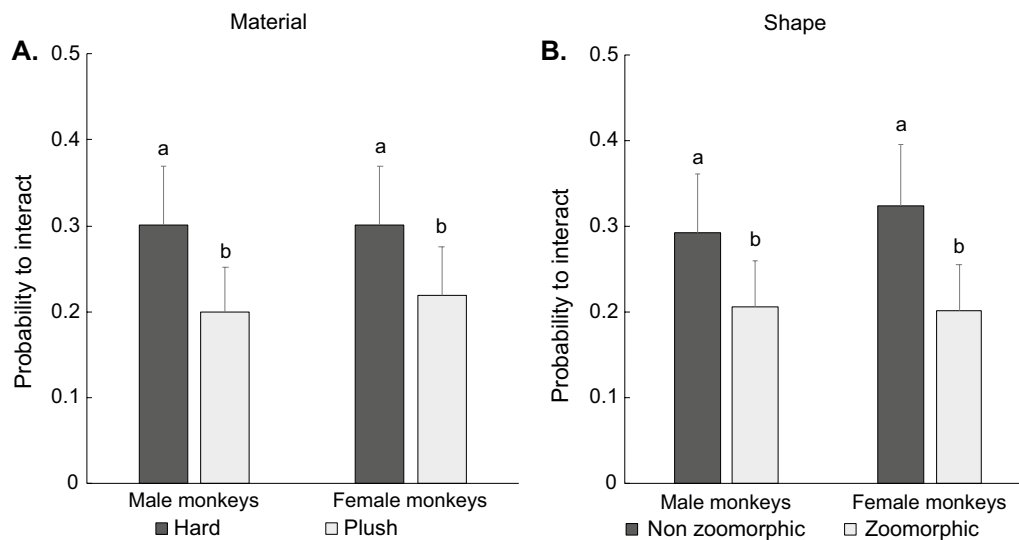 Material
A.
0.5
0.4
0.3
0.2
0.1
0
Probability to interact
a
b
a
b
Male monkeys Female monkeys
Hard Plush
Shape
B.
0.5
0.4
0.3
0.2
0.1
0
Probability to interact
a
b
a
b
Male monkeys Female monkeys
Non zoomorphic Zoomorphic